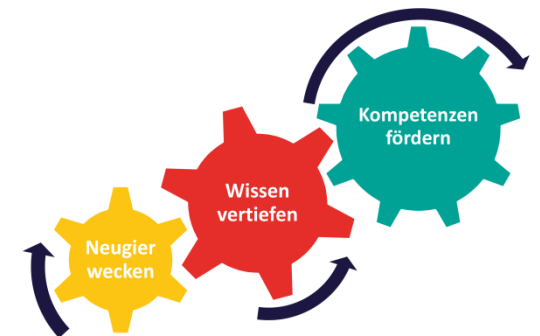 Kompetenzen
fördern
Wissen
vertiefen
Neugier
wecken